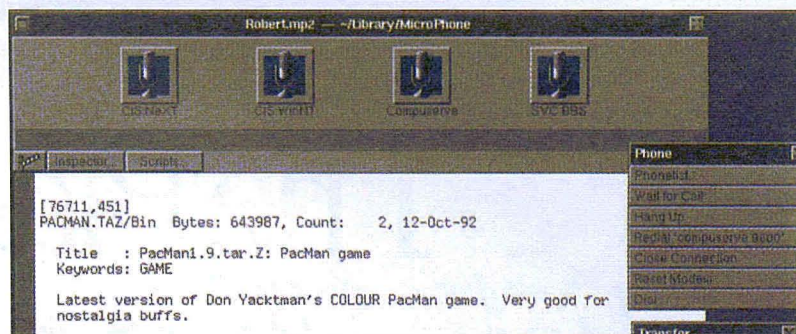 Robert.mp2 — ~/Library/MicroPhone
CIS NeXT
CIS WinNT
Compuserve
SVC BBS
Inspector...
Scripts...
[76711,451]
PACMAN.TAZ/Bin Bytes: 643987, Count: 2, 12-Oct-92
Title : PacMan1.9.tar.Z: PacMan game
Keywords: GAME
Latest version of Don Yacktman's COLOUR PacMan game. Very good for
nostalgia buffs.
Phone
Phonelist...
Wait for Call
Hang Up
Redial "compuserve 9600"
Close Connection
Reset Modem
Dial
Transfer